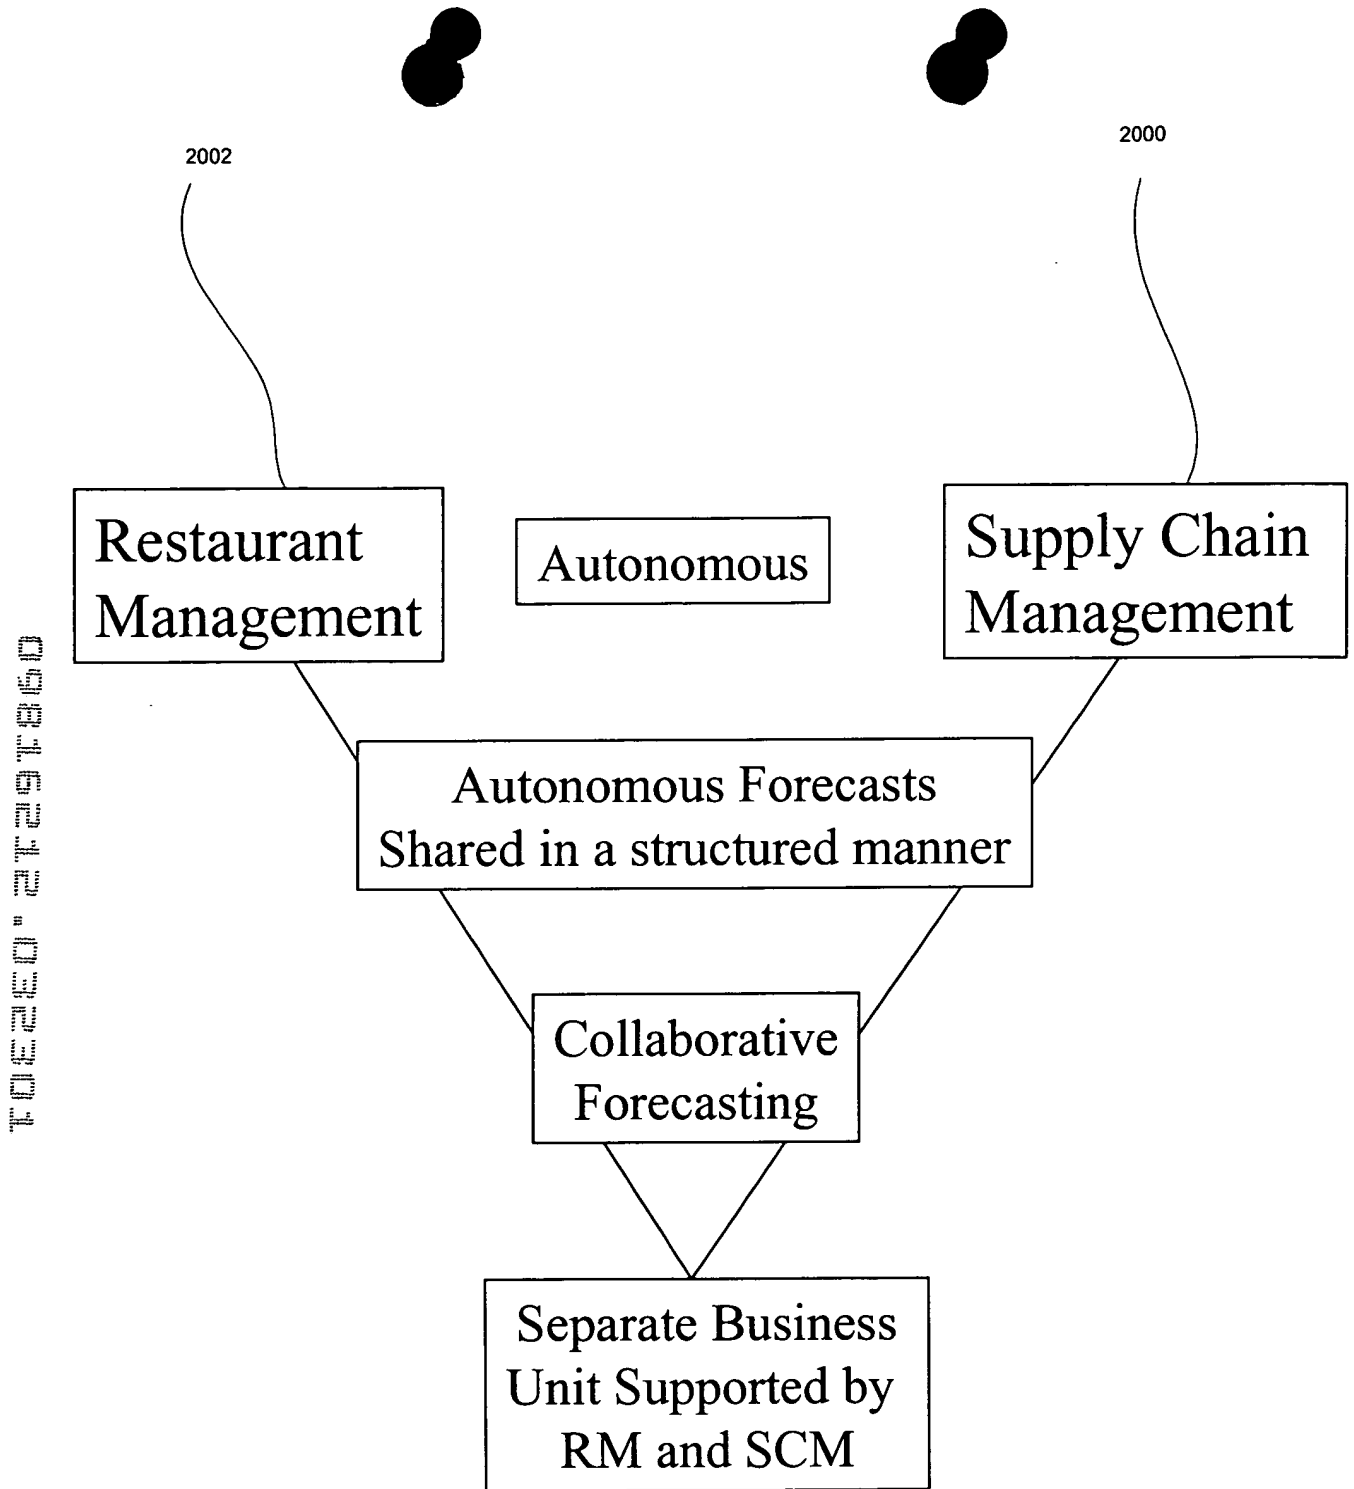 2002
2000
Restaurant
Management
Autonomous
Supply Chain
Management
Autonomous Forecasts
Shared in a structured manner
Collaborative
Forecasting
Separate Business
Unit Supported by
RM and SCM
09816212.032301